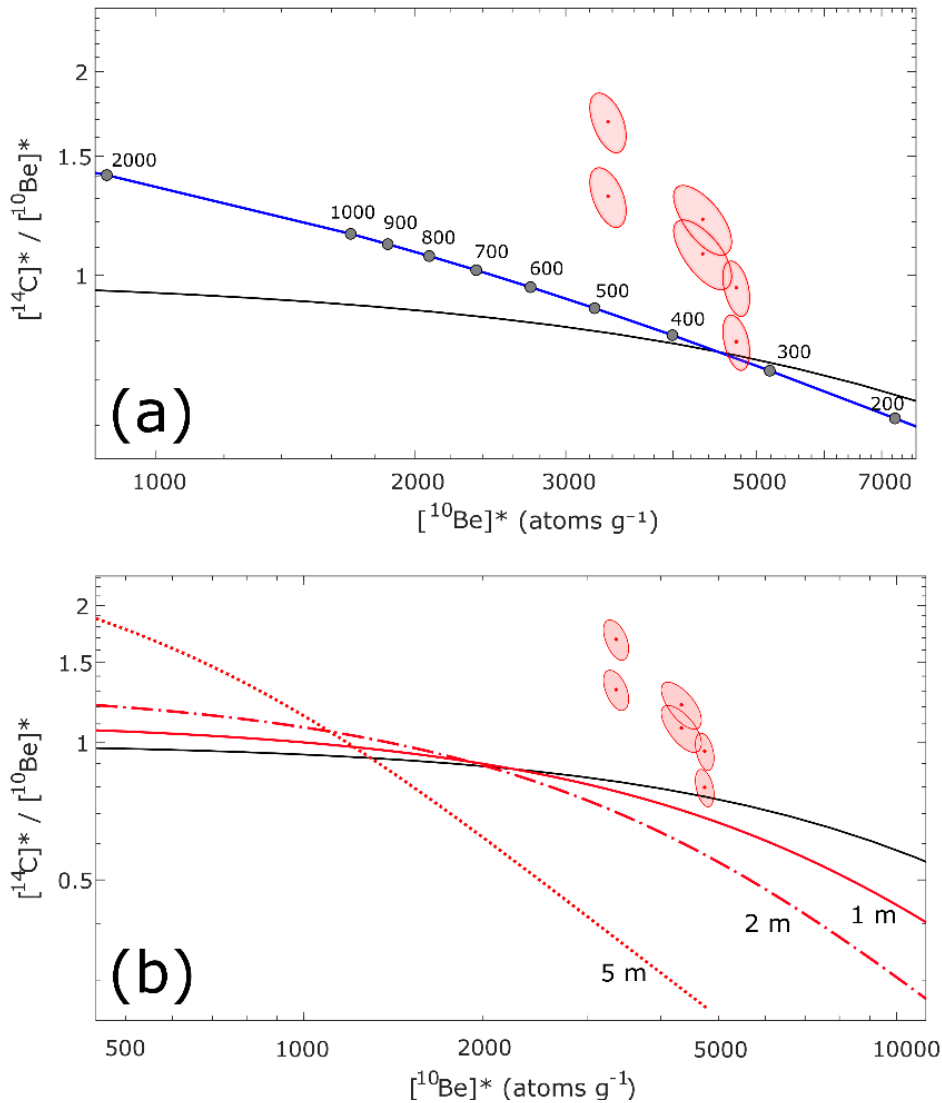 2
1.5
1
[¹⁴C]* / [¹⁰Be]*
2000
1000
900
800
700
600
500
400
300
200
(a)
1000 2000 3000 5000 7000
[¹⁰Be]* (atoms g⁻¹)
2
1.5
1
0.5
[¹⁴C]* / [¹⁰Be]*
1 m
2 m
5 m
(b)
500 1000 2000 5000 10000
[¹⁰Be]* (atoms g⁻¹)